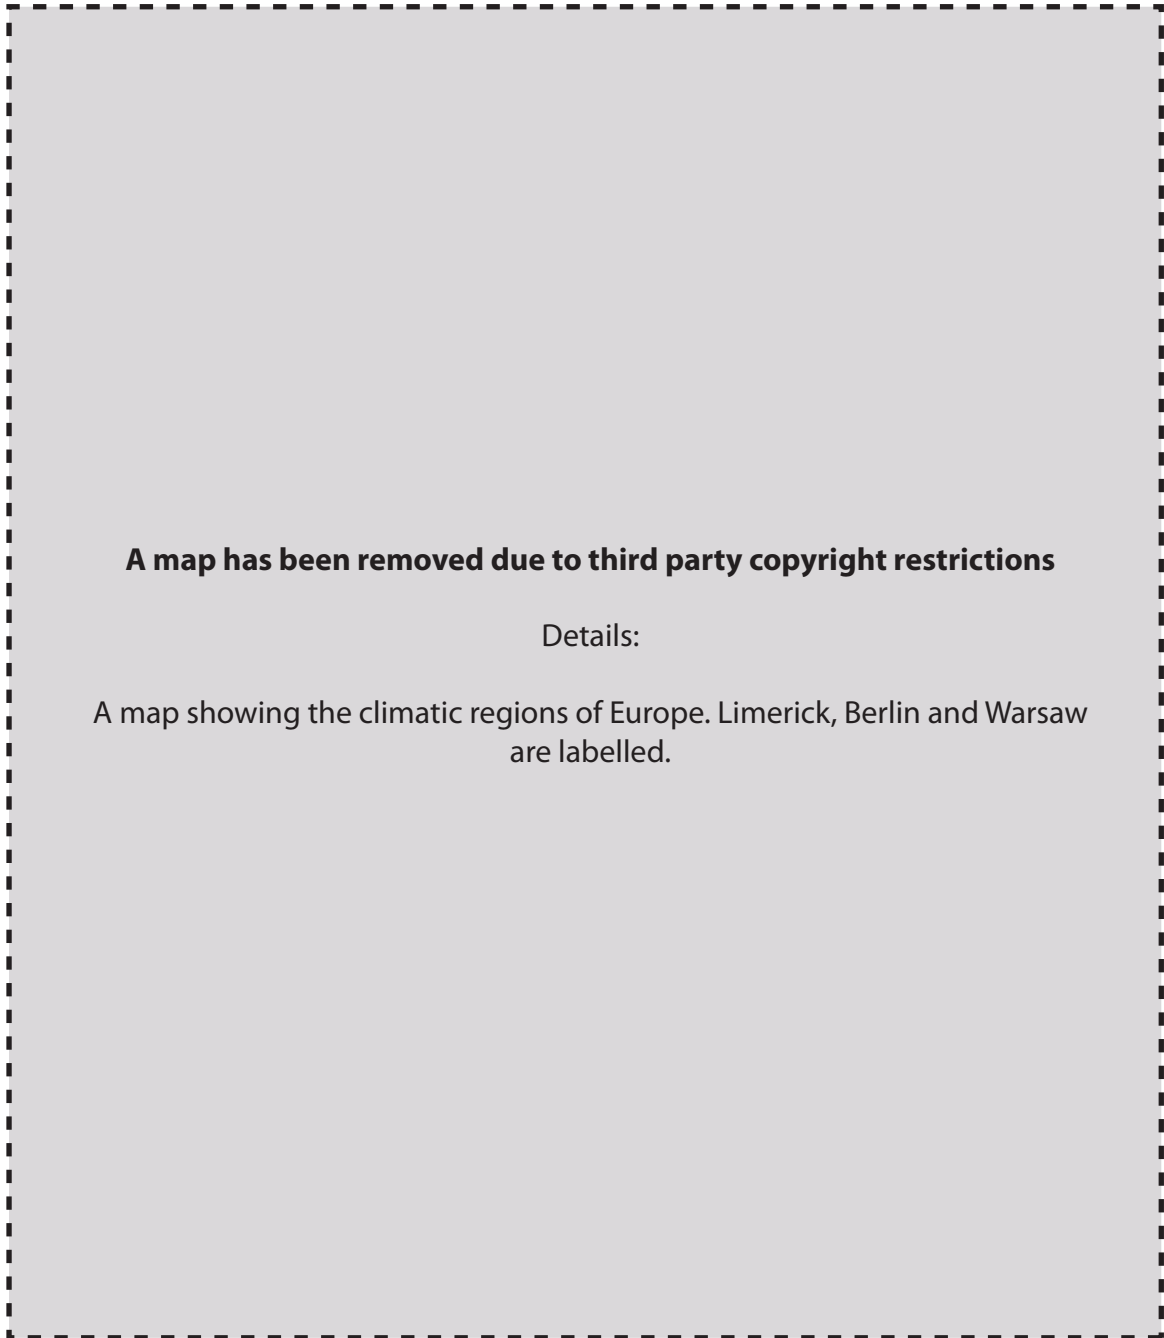 A map has been removed due to third party copyright restrictions
Details:
A map showing the climatic regions of Europe. Limerick, Berlin and Warsaw
are labelled.